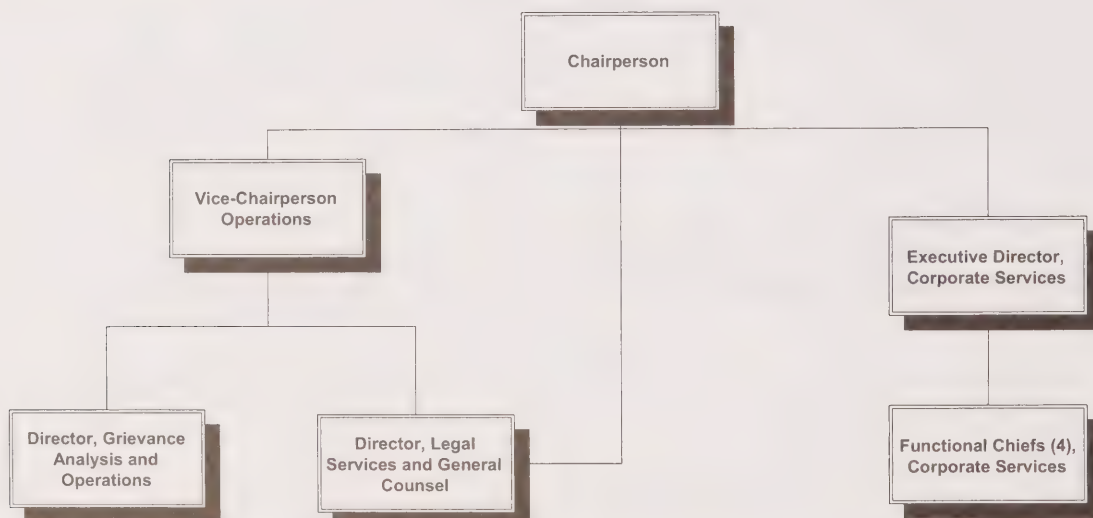 Chairperson
Vice-Chairperson
Operations
Executive Director,
Corporate Services
Director, Grievance
Analysis and
Operations
Director, Legal
Services and General
Counsel
Functional Chiefs (4),
Corporate Services